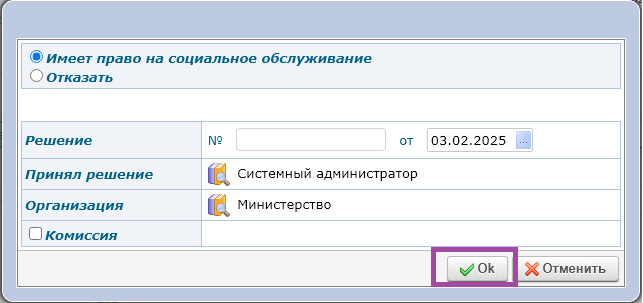 Имеет право на социальное обслуживание
Отказать
Решение № от 03.02.2025 ...
Принял решение Системный администратор
Организация Министерство
Комиссия
Ok Отменить